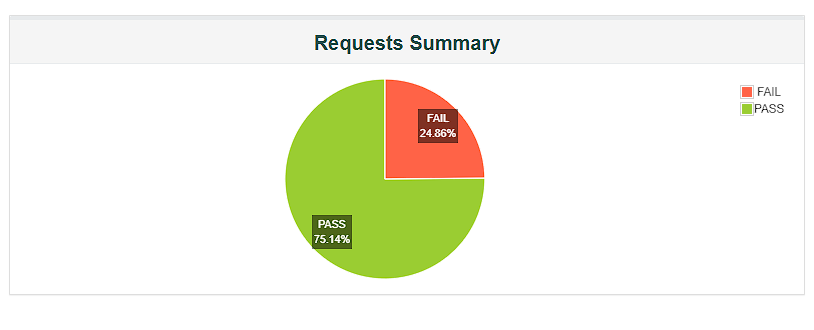 Requests Summary
FAIL
PASS
FAIL
24.86%
PASS
75.14%